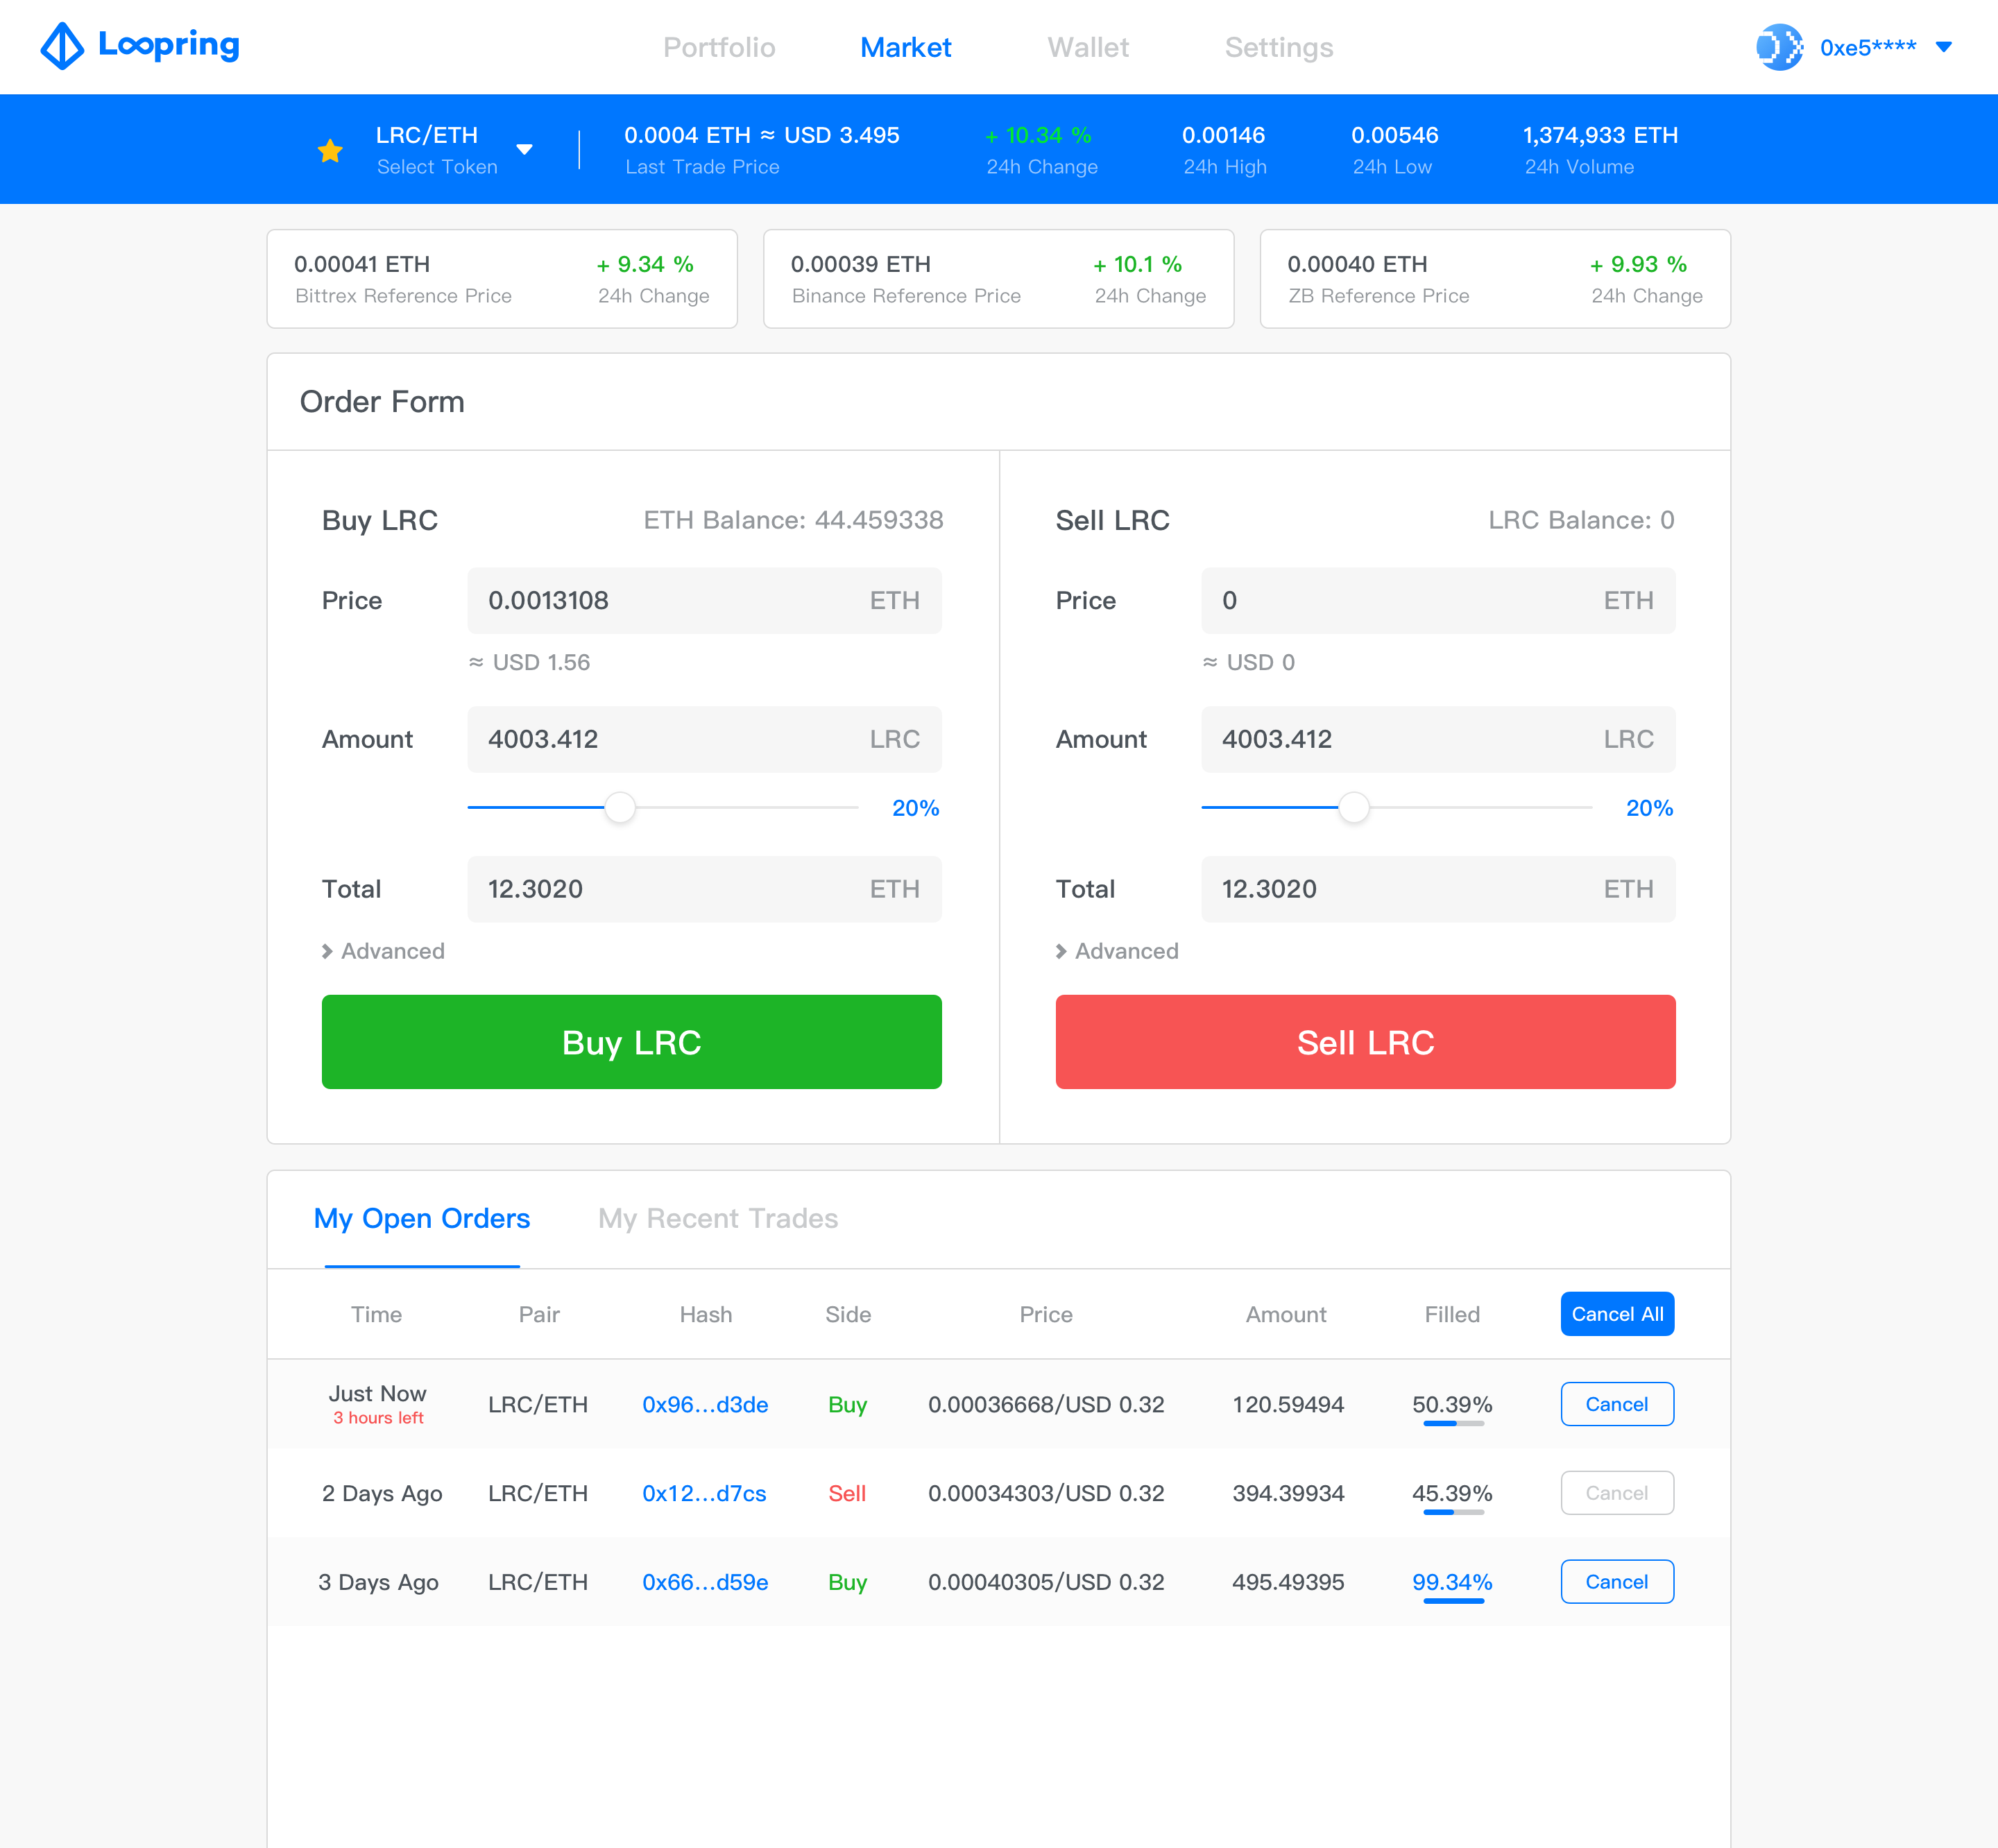 Loopring
Portfolio Market Wallet Settings
0xe5****
LRC/ETH
Select Token
0.0004 ETH ≈ USD 3.495
Last Trade Price
+ 10.34 %
24h Change
0.00146
24h High
0.00546
24h Low
1,374,933 ETH
24h Volume
0.00041 ETH
Bittrex Reference Price
+ 9.34 %
24h Change
0.00039 ETH
Binance Reference Price
+ 10.1 %
24h Change
0.00040 ETH
ZB Reference Price
+ 9.93 %
24h Change
Order Form
Buy LRC ETH Balance: 44.459338
Price 0.0013108 ETH
≈ USD 1.56
Amount 4003.412 LRC
20%
Total 12.3020 ETH
Advanced
Buy LRC
Sell LRC LRC Balance: 0
Price 0 ETH
≈ USD 0
Amount 4003.412 LRC
20%
Total 12.3020 ETH
Advanced
Sell LRC
My Open Orders My Recent Trades
Time Pair Hash Side Price Amount Filled Cancel All
Just Now
3 hours left
LRC/ETH 0x96...d3de Buy 0.00036668/USD 0.32 120.59494 50.39% Cancel
2 Days Ago LRC/ETH 0x12...d7cs Sell 0.00034303/USD 0.32 394.39934 45.39% Cancel
3 Days Ago LRC/ETH 0x66...d59e Buy 0.00040305/USD 0.32 495.49395 99.34% Cancel